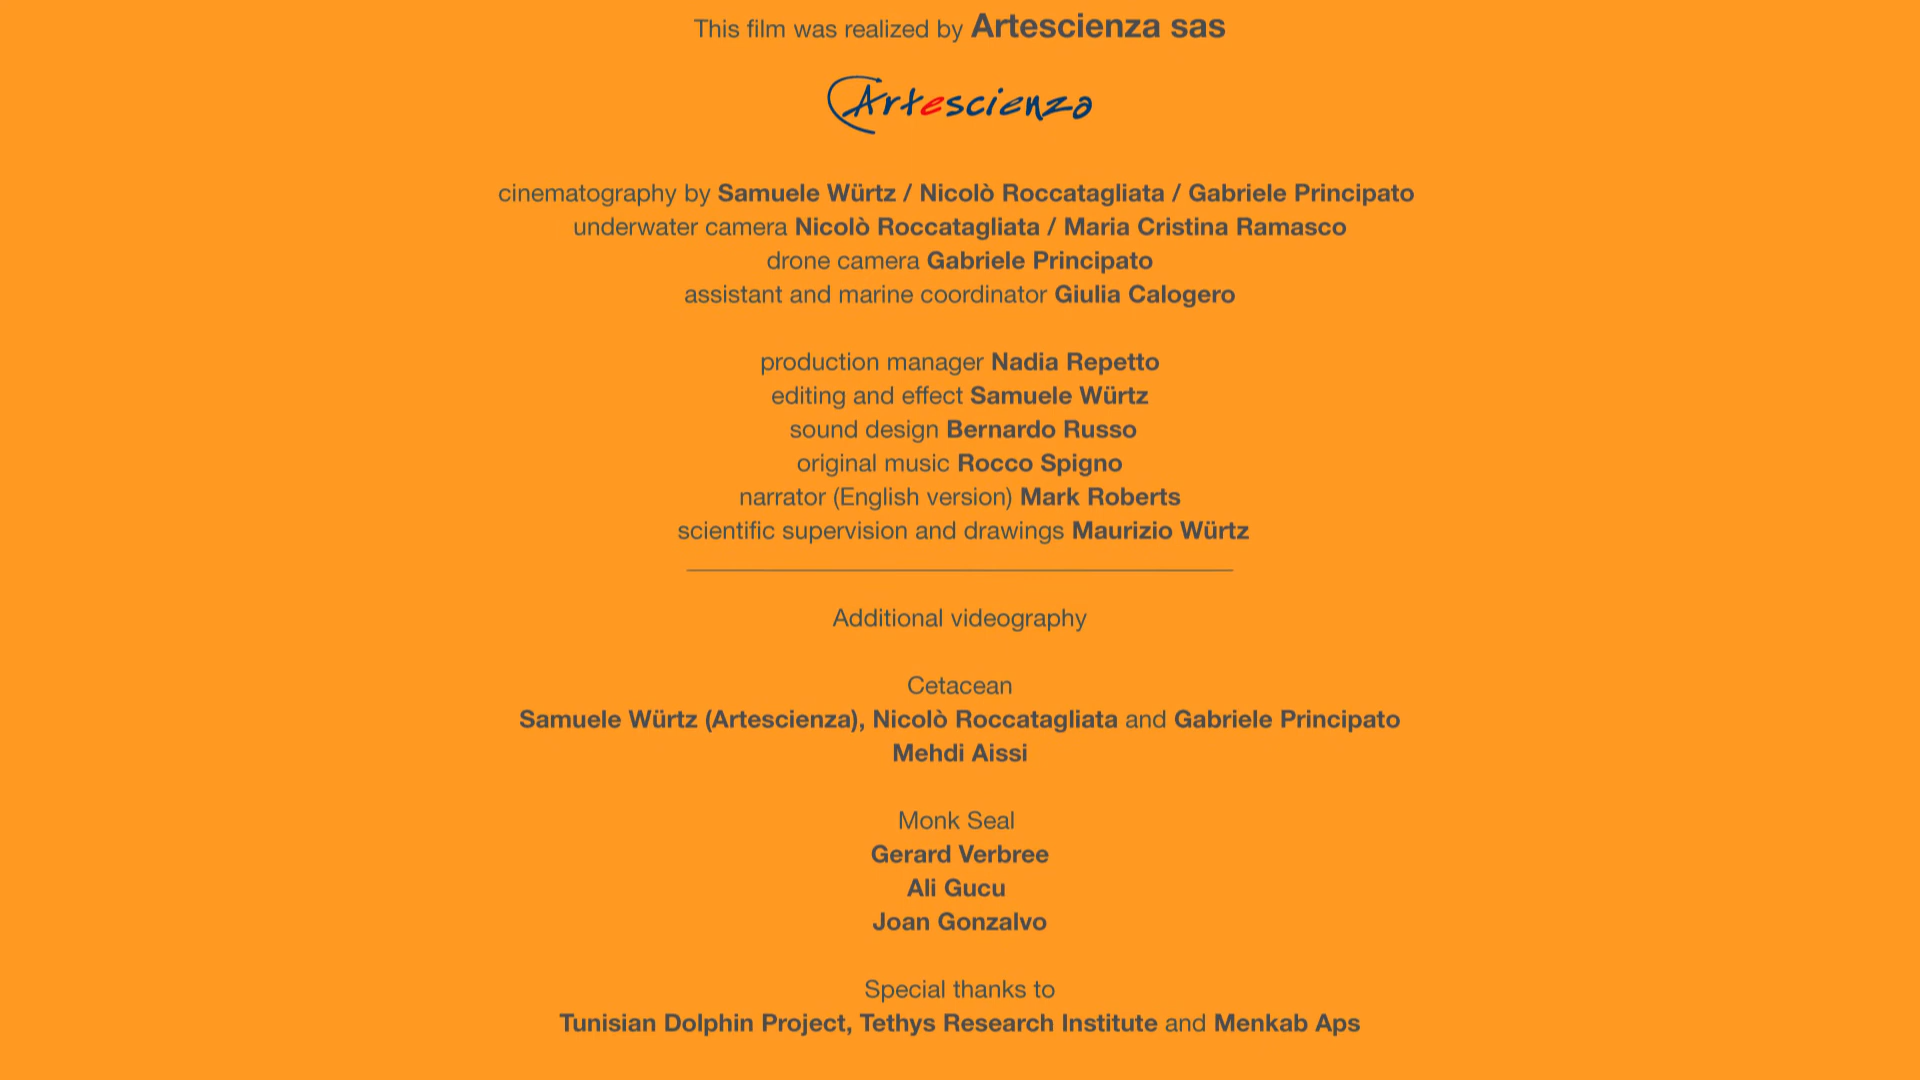 This film was realized by Artescienza sas
Artescienza
cinematography by Samuele Würtz / Nicolò Roccatagliata / Gabriele Principato
underwater camera Nicolò Roccatagliata / Maria Cristina Ramasco
drone camera Gabriele Principato
assistant and marine coordinator Giulia Calogero
production manager Nadia Repetto
editing and effect Samuele Würtz
sound design Bernardo Russo
original music Rocco Spigno
narrator (English version) Mark Roberts
scientific supervision and drawings Maurizio Würtz
Additional videography
Cetacean
Samuele Würtz (Artescienza), Nicolò Roccatagliata and Gabriele Principato
Mehdi Aissi
Monk Seal
Gerard Verbree
Ali Gucu
Joan Gonzalvo
Special thanks to
Tunisian Dolphin Project, Tethys Research Institute and Menkab Aps